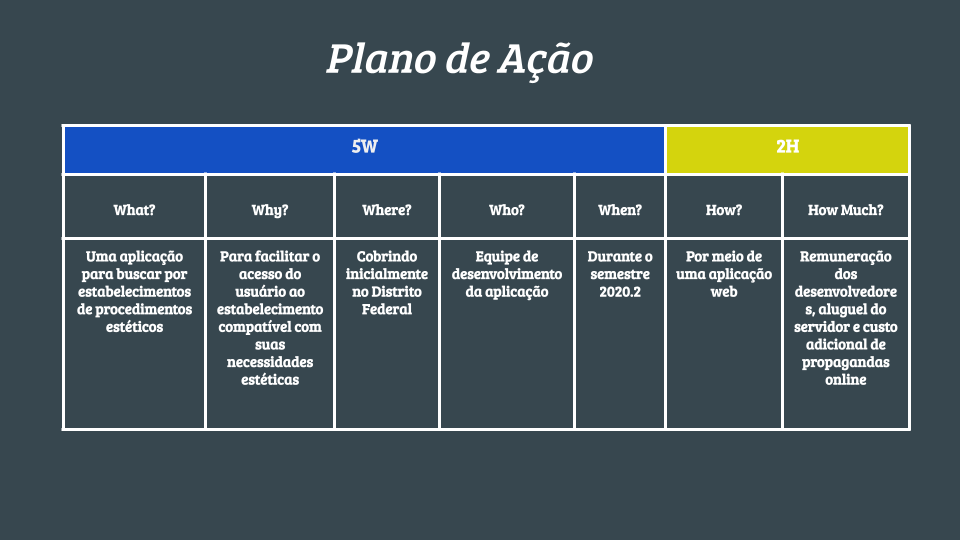 Plano de Ação
5W
2H
What?
Why?
Where?
Who?
When?
How?
How Much?
Uma aplicação
para buscar por
estabelecimentos
de procedimentos
estéticos
Para facilitar o
acesso do
usuário ao
estabelecimento
compatível com
suas
necessidades
estéticas
Cobrindo
inicialmente
no Distrito
Federal
Equipe de
desenvolvimento
da aplicação
Durante o
semestre
2020.2
Por meio de
uma aplicação
web
Remuneração
dos
desenvolvedore
s, aluguel do
servidor e custo
adicional de
propagandas
online